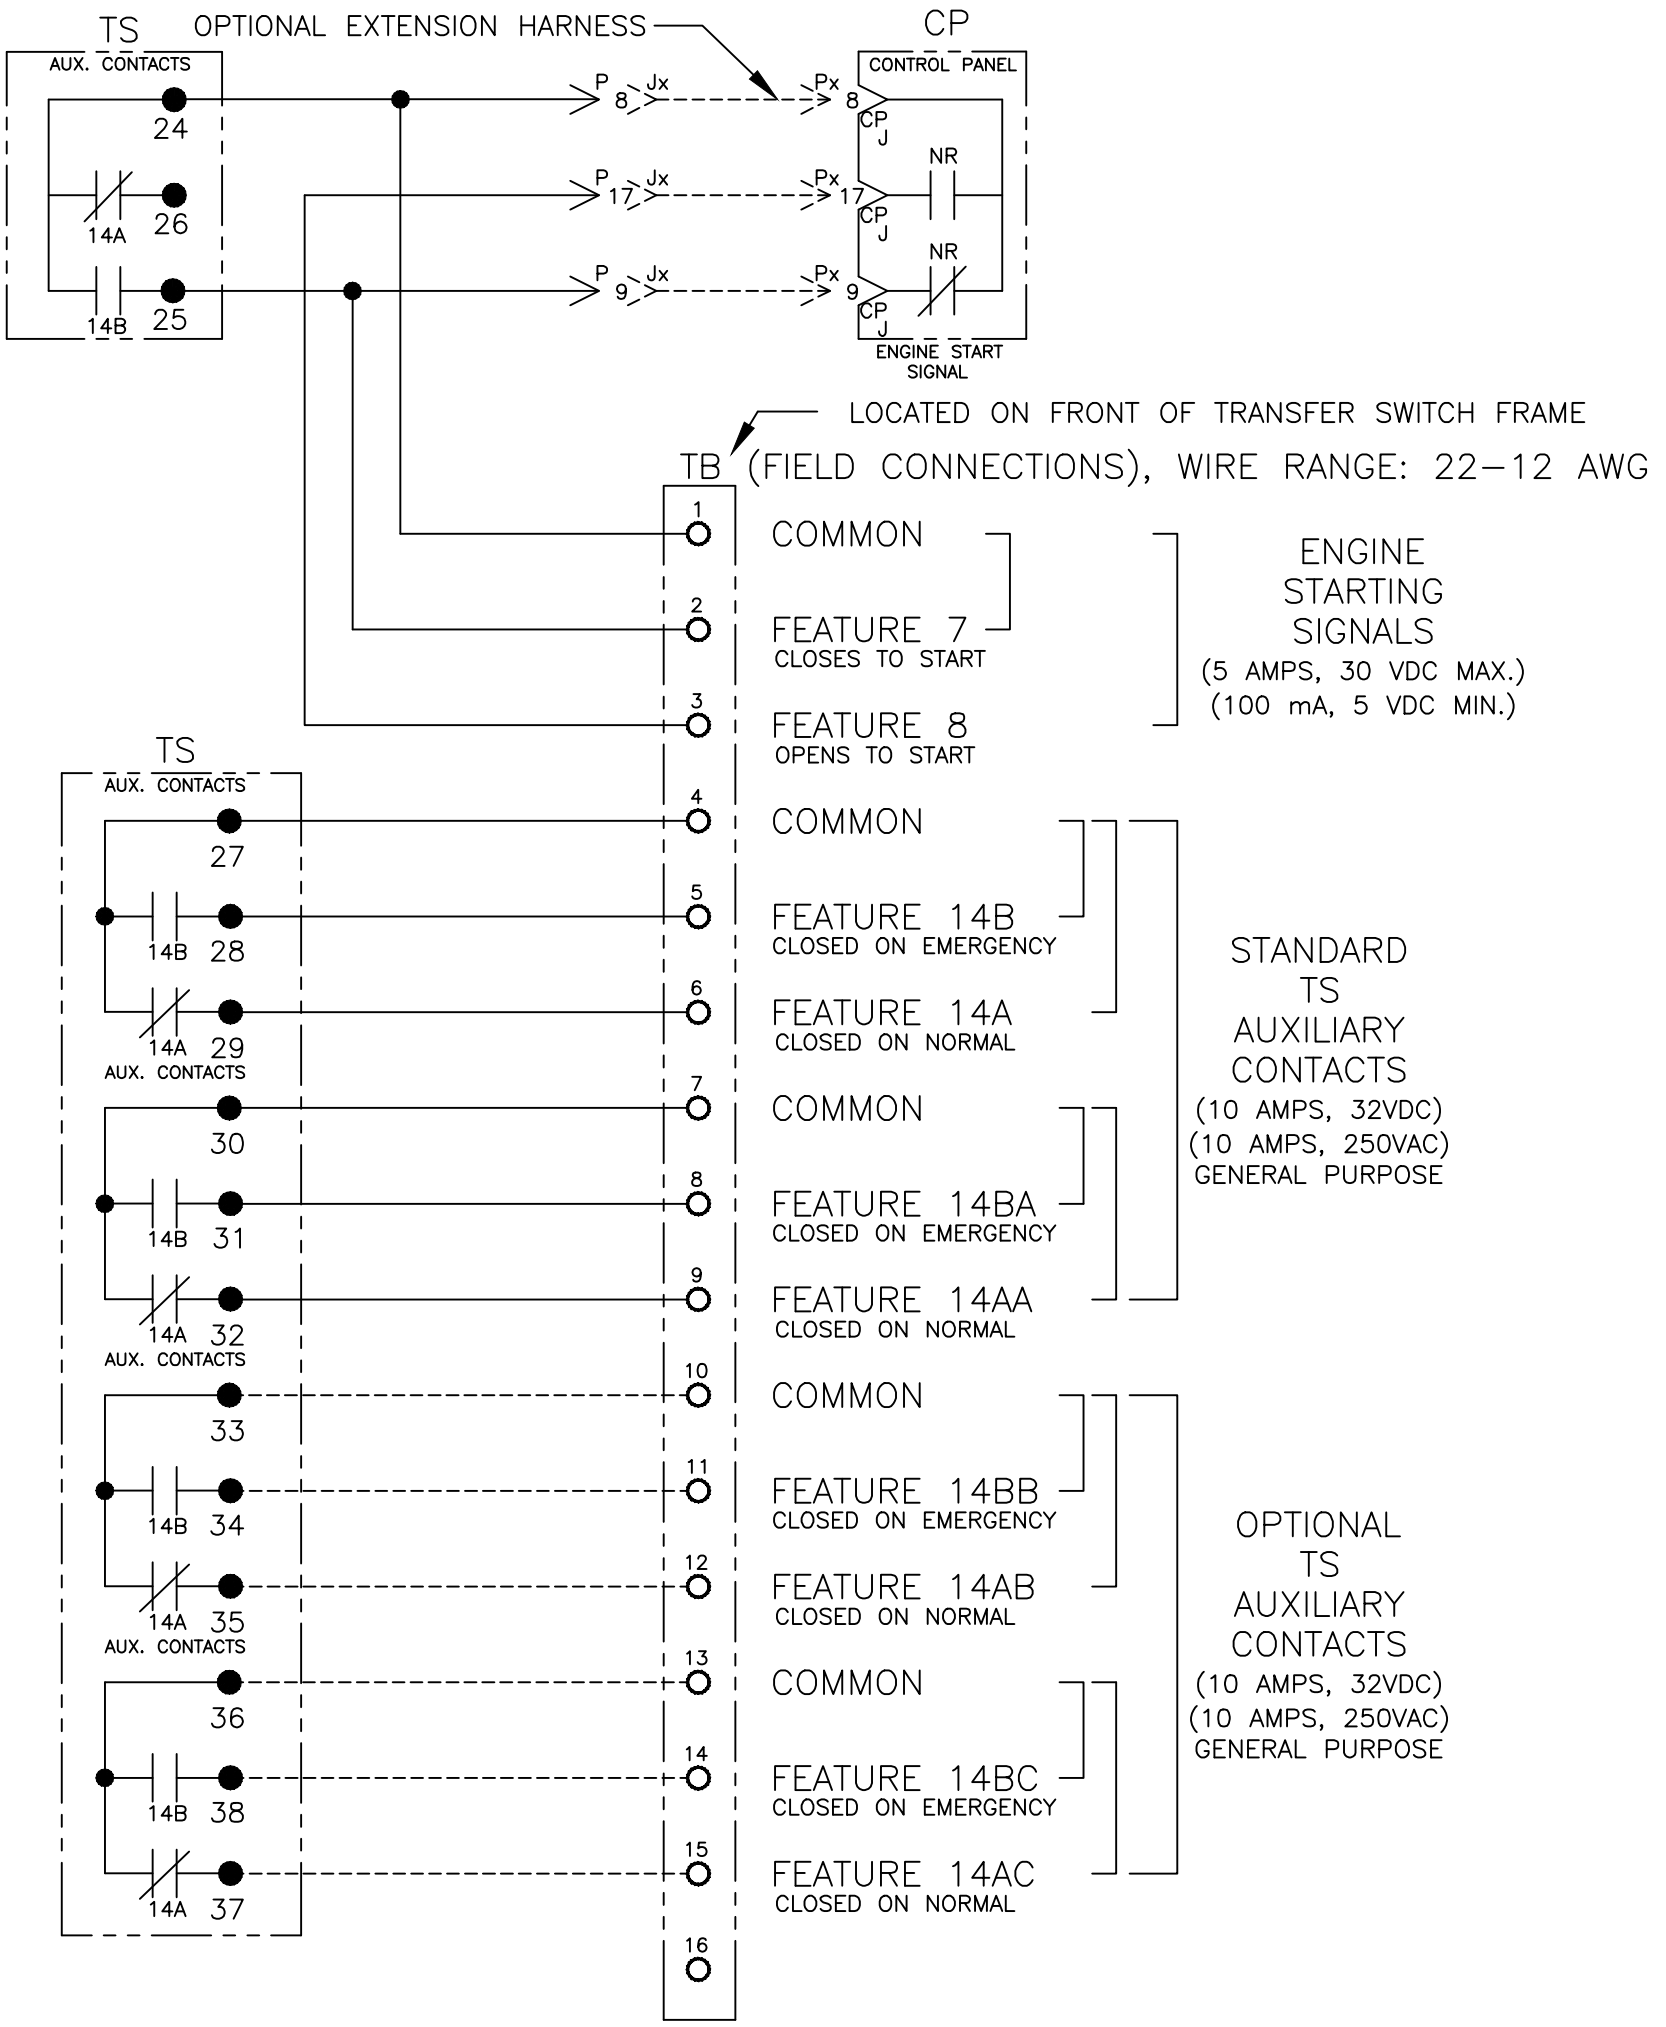 TS
OPTIONAL EXTENSION HARNESS
CP
AUX. CONTACTS
CONTROL PANEL
24
P
8
Jx
Px
8
CP
J
14A
26
P
17
Jx
Px
17
CP
J
NR
14B
25
P
9
Jx
Px
9
CP
J
NR
ENGINE START
SIGNAL
LOCATED ON FRONT OF TRANSFER SWITCH FRAME
TB (FIELD CONNECTIONS), WIRE RANGE: 22-12 AWG
1
COMMON
2
FEATURE 7
CLOSES TO START
3
FEATURE 8
OPENS TO START
ENGINE
STARTING
SIGNALS
(5 AMPS, 30 VDC MAX.)
(100 mA, 5 VDC MIN.)
TS
AUX. CONTACTS
27
4
COMMON
14B
28
5
FEATURE 14B
CLOSED ON EMERGENCY
14A
29
6
FEATURE 14A
CLOSED ON NORMAL
AUX. CONTACTS
30
7
COMMON
14B
31
8
FEATURE 14BA
CLOSED ON EMERGENCY
14A
32
9
FEATURE 14AA
CLOSED ON NORMAL
STANDARD
TS
AUXILIARY
CONTACTS
(10 AMPS, 32VDC)
(10 AMPS, 250VAC)
GENERAL PURPOSE
AUX. CONTACTS
33
10
COMMON
14B
34
11
FEATURE 14BB
CLOSED ON EMERGENCY
14A
35
12
FEATURE 14AB
CLOSED ON NORMAL
AUX. CONTACTS
36
13
COMMON
14B
38
14
FEATURE 14BC
CLOSED ON EMERGENCY
14A
37
15
FEATURE 14AC
CLOSED ON NORMAL
OPTIONAL
TS
AUXILIARY
CONTACTS
(10 AMPS, 32VDC)
(10 AMPS, 250VAC)
GENERAL PURPOSE
16